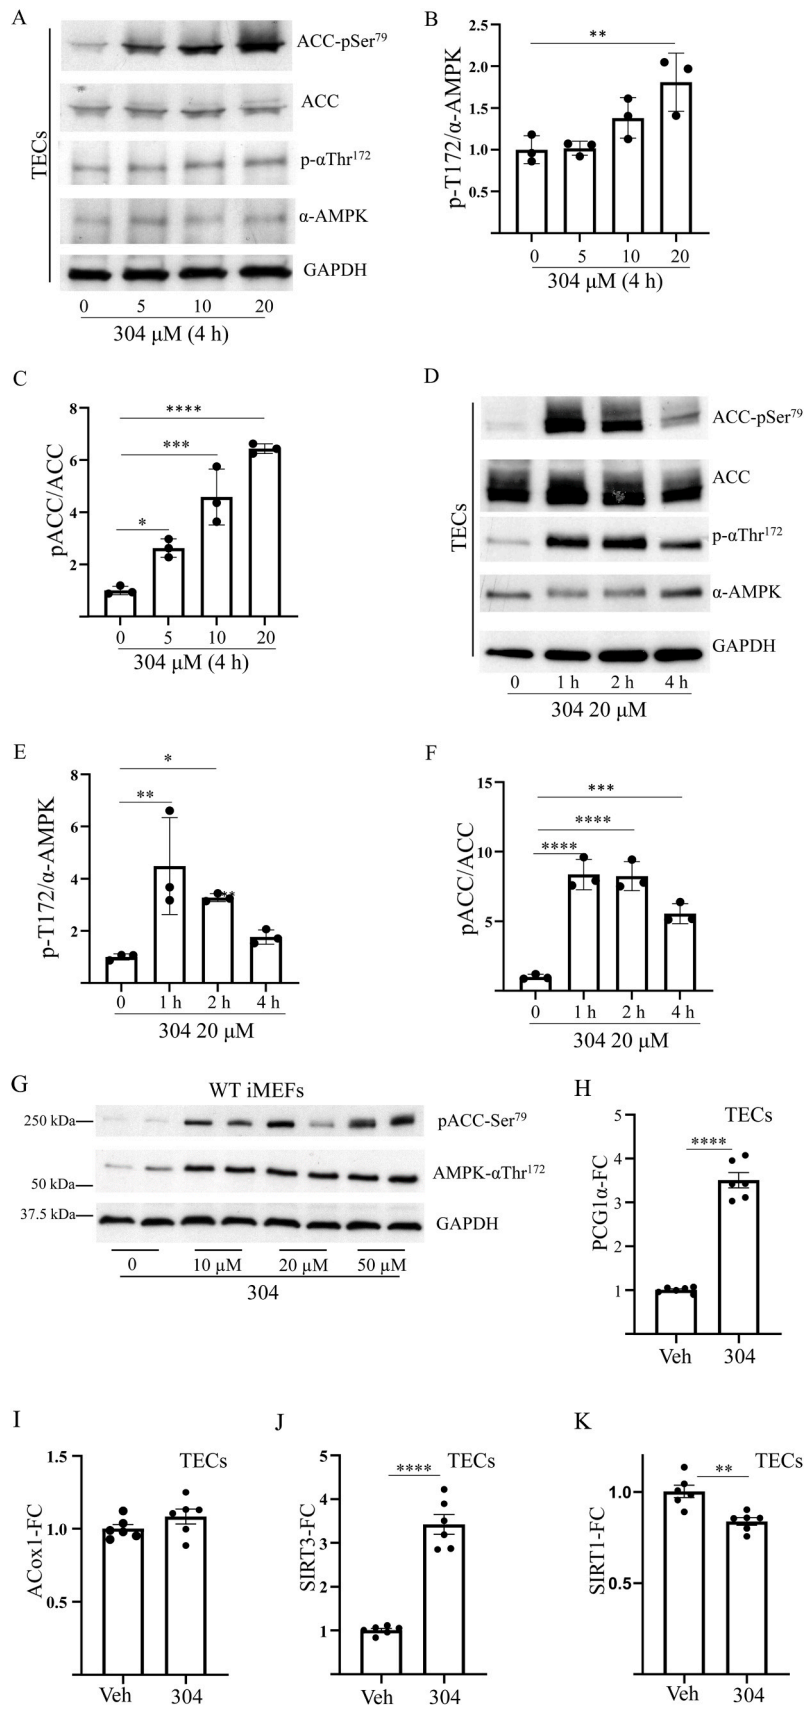 A
ACC-pSer79
ACC
p-αThr172
α-AMPK
GAPDH
TECs
0 5 10 20
304 µM (4 h)
B
p-T172/α-AMPK
2.5
2.0
1.5
1.0
0.5
**
0 5 10 20
304 µM (4 h)
C
pACC/ACC
8
6
4
2
****
***
*
0 5 10 20
304 µM (4 h)
D
ACC-pSer79
ACC
p-αThr172
α-AMPK
GAPDH
TECs
0 1 h 2 h 4 h
304 20 µM
E
p-T172/α-AMPK
8
6
4
2
*
**
**
0 1 h 2 h 4 h
304 20 µM
F
pACC/ACC
15
10
5
***
****
****
0 1 h 2 h 4 h
304 20 µM
G
WT iMEFs
250 kDa
50 kDa
37.5 kDa
pACC-Ser79
AMPK-αThr172
GAPDH
0 10 µM 20 µM 50 µM
304
H
TECs
PCG1α-FC
5
4
3
2
1
****
Veh 304
I
TECs
ACox1-FC
1.5
1.0
0.5
Veh 304
J
TECs
SIRT3-FC
5
4
3
2
1
****
Veh 304
K
TECs
SIRT1-FC
1.0
0.5
**
Veh 304